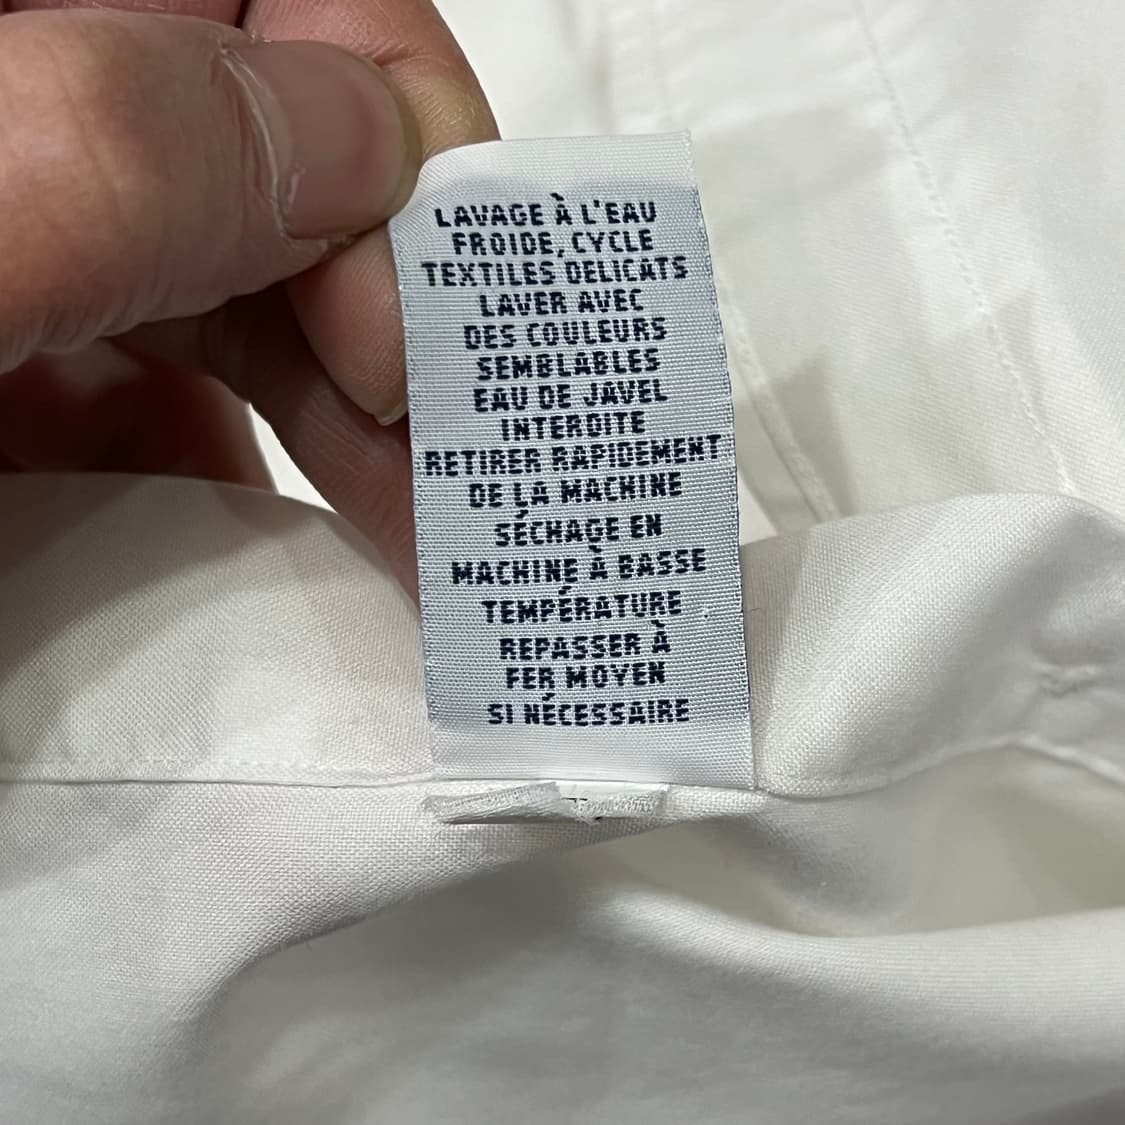 LAVAGE À L'EAU
FROIDE, CYCLE
TEXTILES DELICATS
LAVER AVEC
DES COULEURS
SEMBLABLES
EAU DE JAVEL
INTERDITE
RETIRER RAPIDEMENT
DE LA MACHINE
SÉCHAGE EN
MACHINE À BASSE
TEMPÉRATURE
REPASSER À
FER MOYEN
SI NÉCESSAIRE